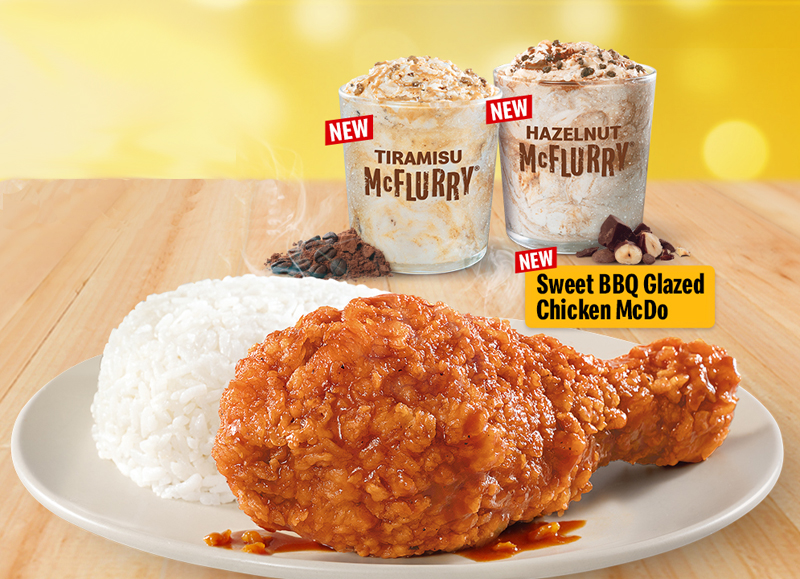 NEW
TIRAMISU
McFLURRY®
NEW
HAZELNUT
McFLURRY®
NEW
Sweet BBQ Glazed
Chicken McDo